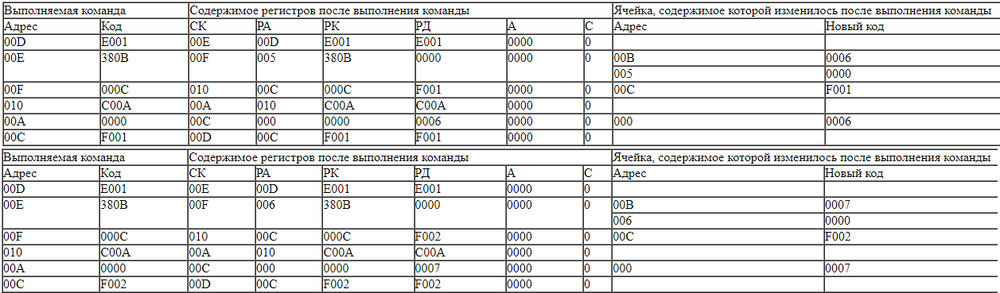 Выполняемая команда Содержимое регистров после выполнения команды Ячейка, содержимое которой изменилось после выполнения команды
Адрес Код СК РА РК РД А С Адрес Новый код
00D E001 00E 00D E001 E001 0000 0
00E 380B 00F 005 380B 0000 0000 0 00B 0006
005 0000
00F 000C 010 00C 000C F001 0000 0 00C F001
010 C00A 00A 010 C00A C00A 0000 0
00A 0000 00C 000 0000 0006 0000 0 000 0006
00C F001 00D 00C F001 F001 0000 0
Выполняемая команда Содержимое регистров после выполнения команды Ячейка, содержимое которой изменилось после выполнения команды
Адрес Код СК РА РК РД А С Адрес Новый код
00D E001 00E 00D E001 E001 0000 0
00E 380B 00F 006 380B 0000 0000 0 00B 0007
006 0000
00F 000C 010 00C 000C F002 0000 0 00C F002
010 C00A 00A 010 C00A C00A 0000 0
00A 0000 00C 000 0000 0007 0000 0 000 0007
00C F002 00D 00C F002 F002 0000 0